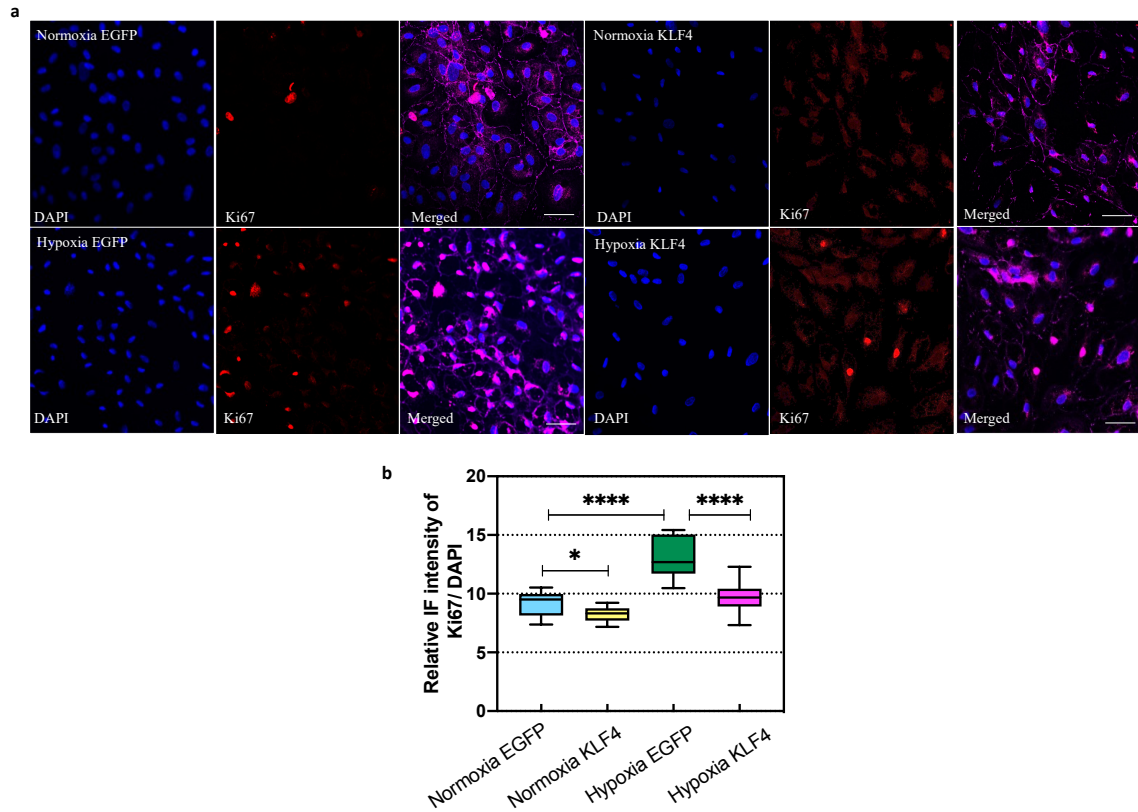 a
Normoxia EGFP
Normoxia KLF4
DAPI
Ki67
Merged
DAPI
Ki67
Merged
Hypoxia EGFP
Hypoxia KLF4
DAPI
Ki67
Merged
DAPI
Ki67
Merged
b
Relative IF intensity of
Ki67/ DAPI
20
15
10
5
0
****
****
*
Normoxia EGFP
Normoxia KLF4
Hypoxia EGFP
Hypoxia KLF4